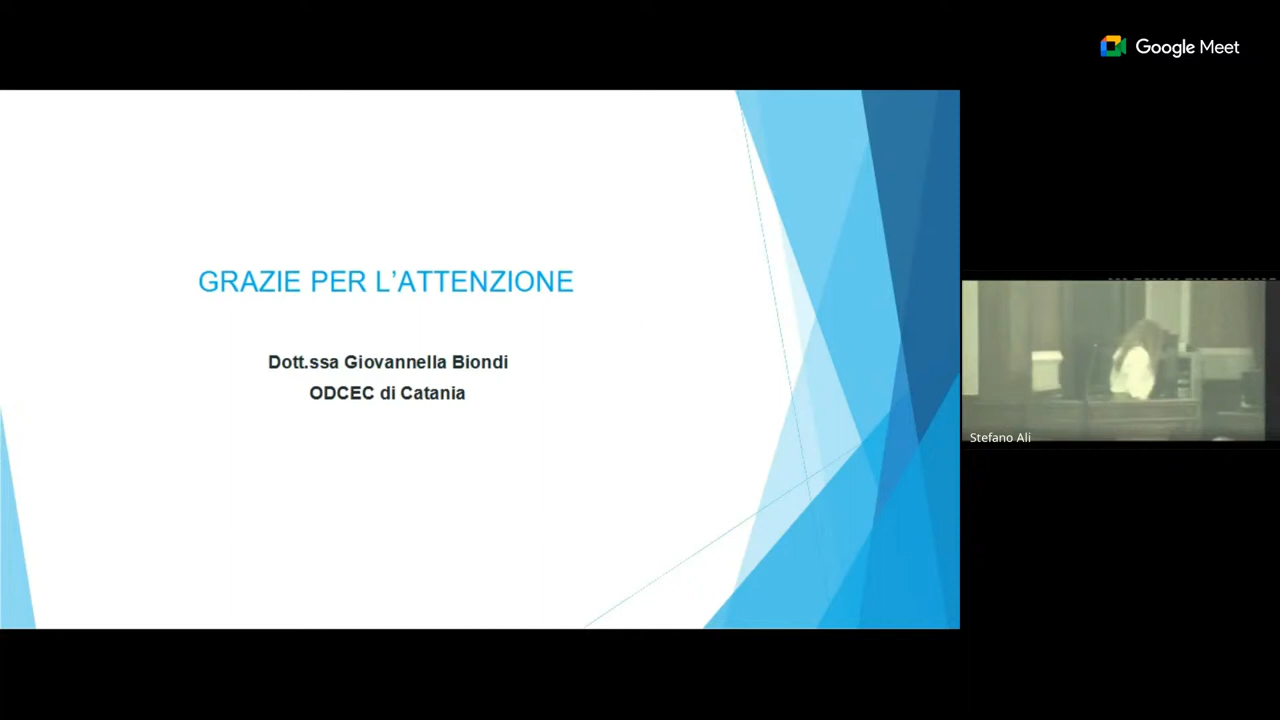 Google Meet
GRAZIE PER L’ATTENZIONE
Dott.ssa Giovannella Biondi
ODCEC di Catania
Stefano Ali